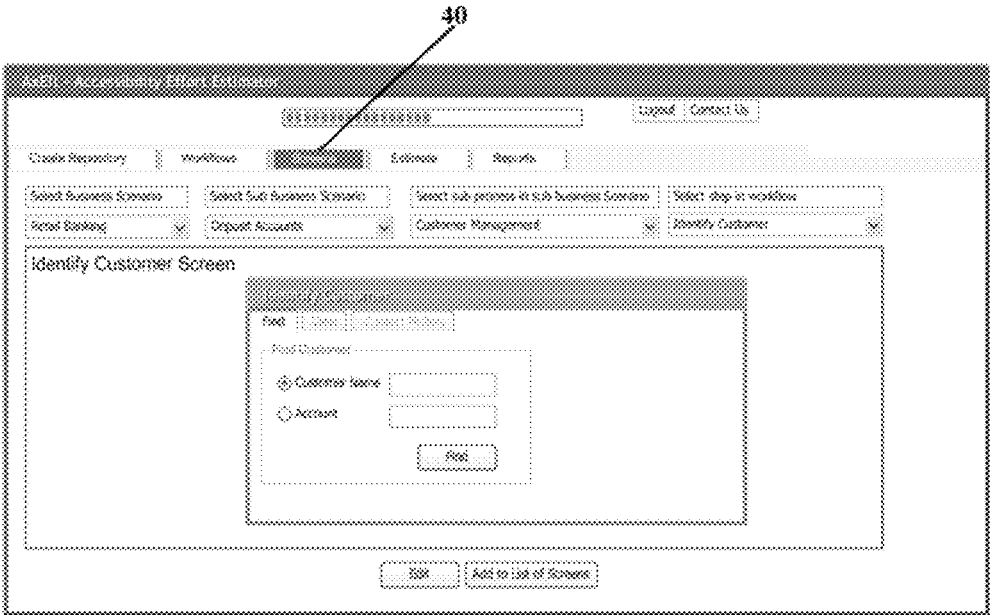 40
Accessibility Effort Estimator
Logout Contact Us
Create Repository Workflows Estimate Reports
Select Business Scenario Select Sub Business Scenario Select sub process in sub business Scenario Select step in workflow
Retail Banking Deposit Accounts Customer Management Identify Customer
Identify Customer Screen
Find
Find Customer
Customer Name
Account
Find
Edit Add to List of Screens